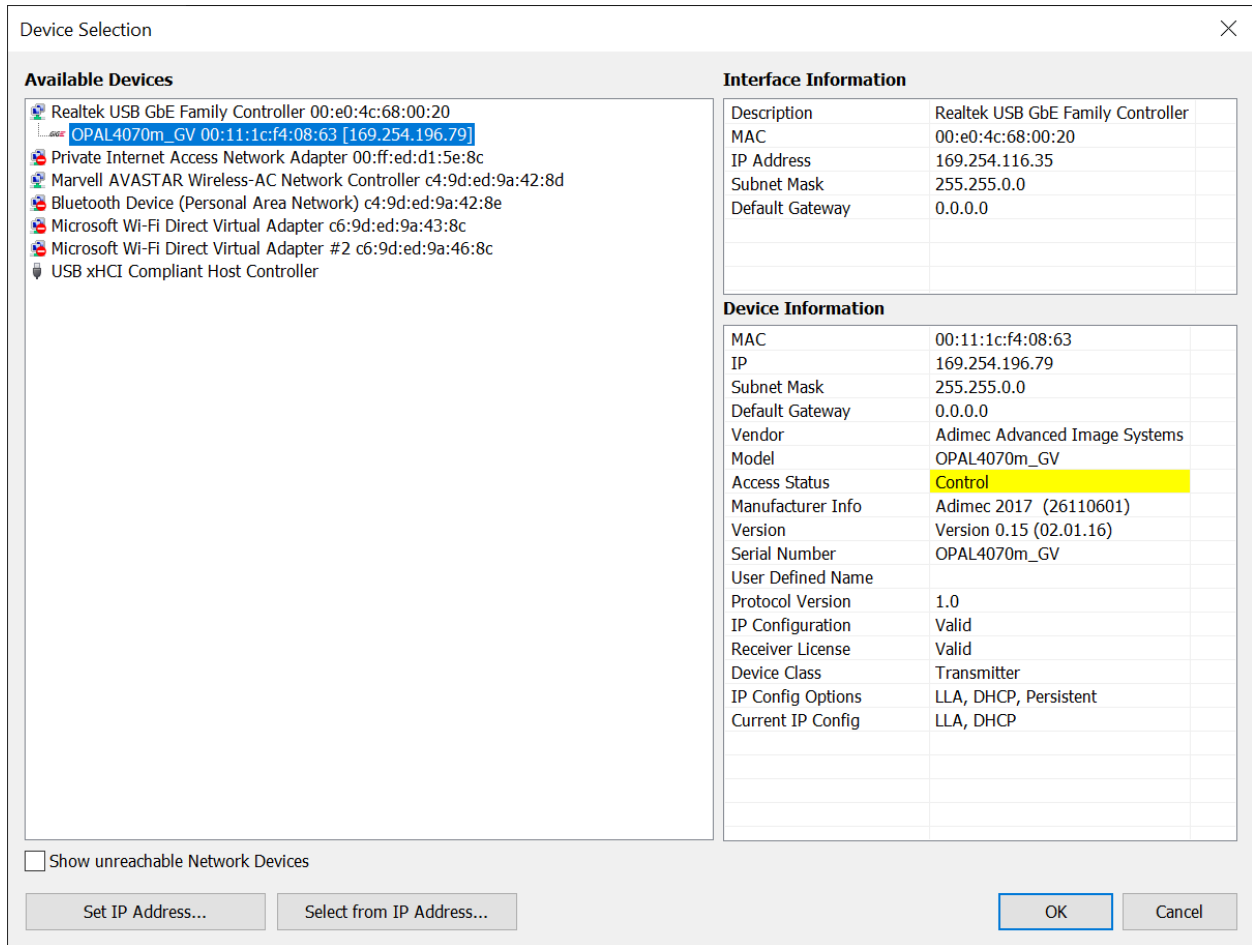 Device Selection
Available Devices
Realtek USB GbE Family Controller 00:e0:4c:68:00:20
OPAL4070m_GV 00:11:1c:f4:08:63 [169.254.196.79]
Private Internet Access Network Adapter 00:ff:ed:d1:5e:8c
Marvell AVASTAR Wireless-AC Network Controller c4:9d:ed:9a:42:8d
Bluetooth Device (Personal Area Network) c4:9d:ed:9a:42:8e
Microsoft Wi-Fi Direct Virtual Adapter c6:9d:ed:9a:43:8c
Microsoft Wi-Fi Direct Virtual Adapter #2 c6:9d:ed:9a:46:8c
USB xHCI Compliant Host Controller
Interface Information
Description Realtek USB GbE Family Controller
MAC 00:e0:4c:68:00:20
IP Address 169.254.116.35
Subnet Mask 255.255.0.0
Default Gateway 0.0.0.0
Device Information
MAC 00:11:1c:f4:08:63
IP 169.254.196.79
Subnet Mask 255.255.0.0
Default Gateway 0.0.0.0
Vendor Adimec Advanced Image Systems
Model OPAL4070m_GV
Access Status Control
Manufacturer Info Adimec 2017 (26110601)
Version Version 0.15 (02.01.16)
Serial Number OPAL4070m_GV
User Defined Name
Protocol Version 1.0
IP Configuration Valid
Receiver License Valid
Device Class Transmitter
IP Config Options LLA, DHCP, Persistent
Current IP Config LLA, DHCP
Show unreachable Network Devices
Set IP Address... Select from IP Address... OK Cancel